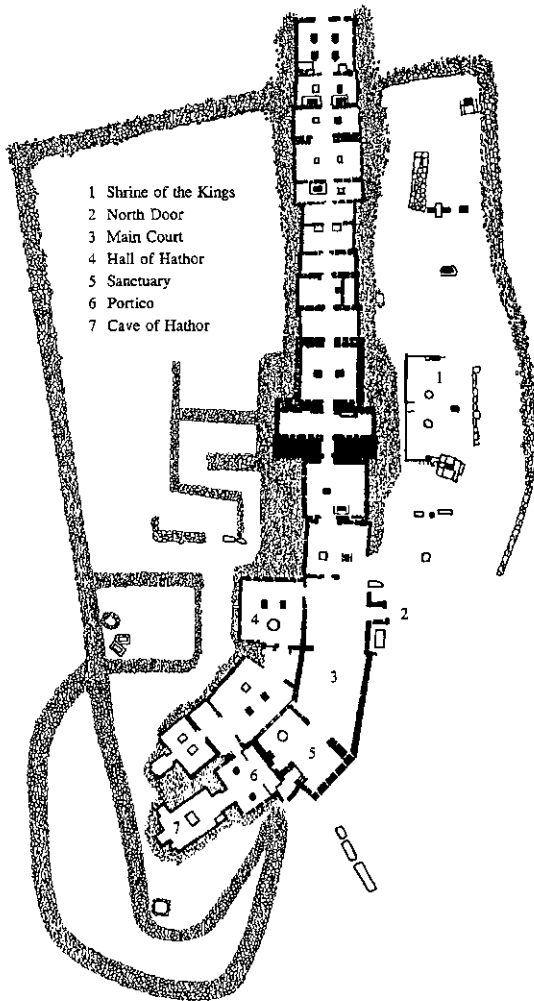 1 Shrine of the Kings
2 North Door
3 Main Court
4 Hall of Hathor
5 Sanctuary
6 Portico
7 Cave of Hathor
1
2
4
3
5
6
7